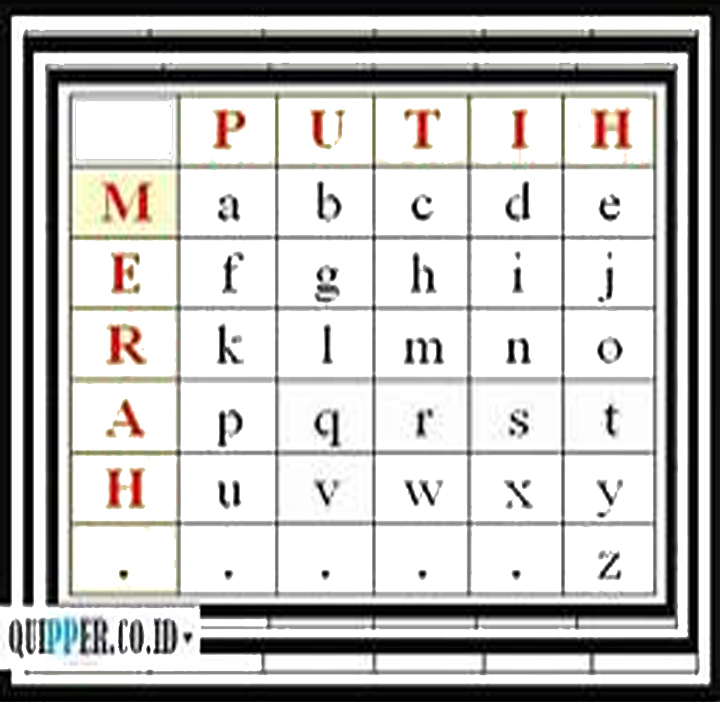 P U T I H
M a b c d e
E f g h i j
R k l m n o
A p q r s t
H u v w x y
. . . . . z
QUIPPER.CO.ID